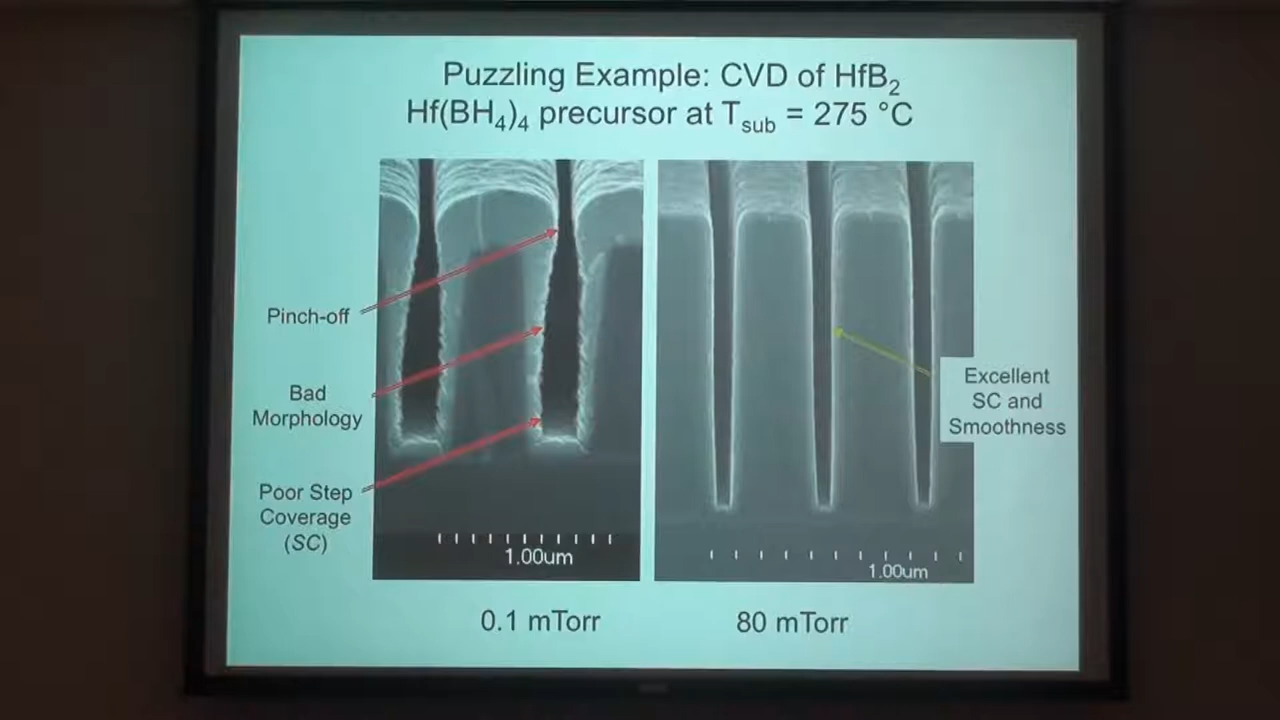 Puzzling Example: CVD of HfB₂
Hf(BH₄)₄ precursor at Tsub = 275 °C
Pinch-off
Bad
Morphology
Poor Step
Coverage
(SC)
Excellent
SC and
Smoothness
1.00um
1.00um
0.1 mTorr
80 mTorr